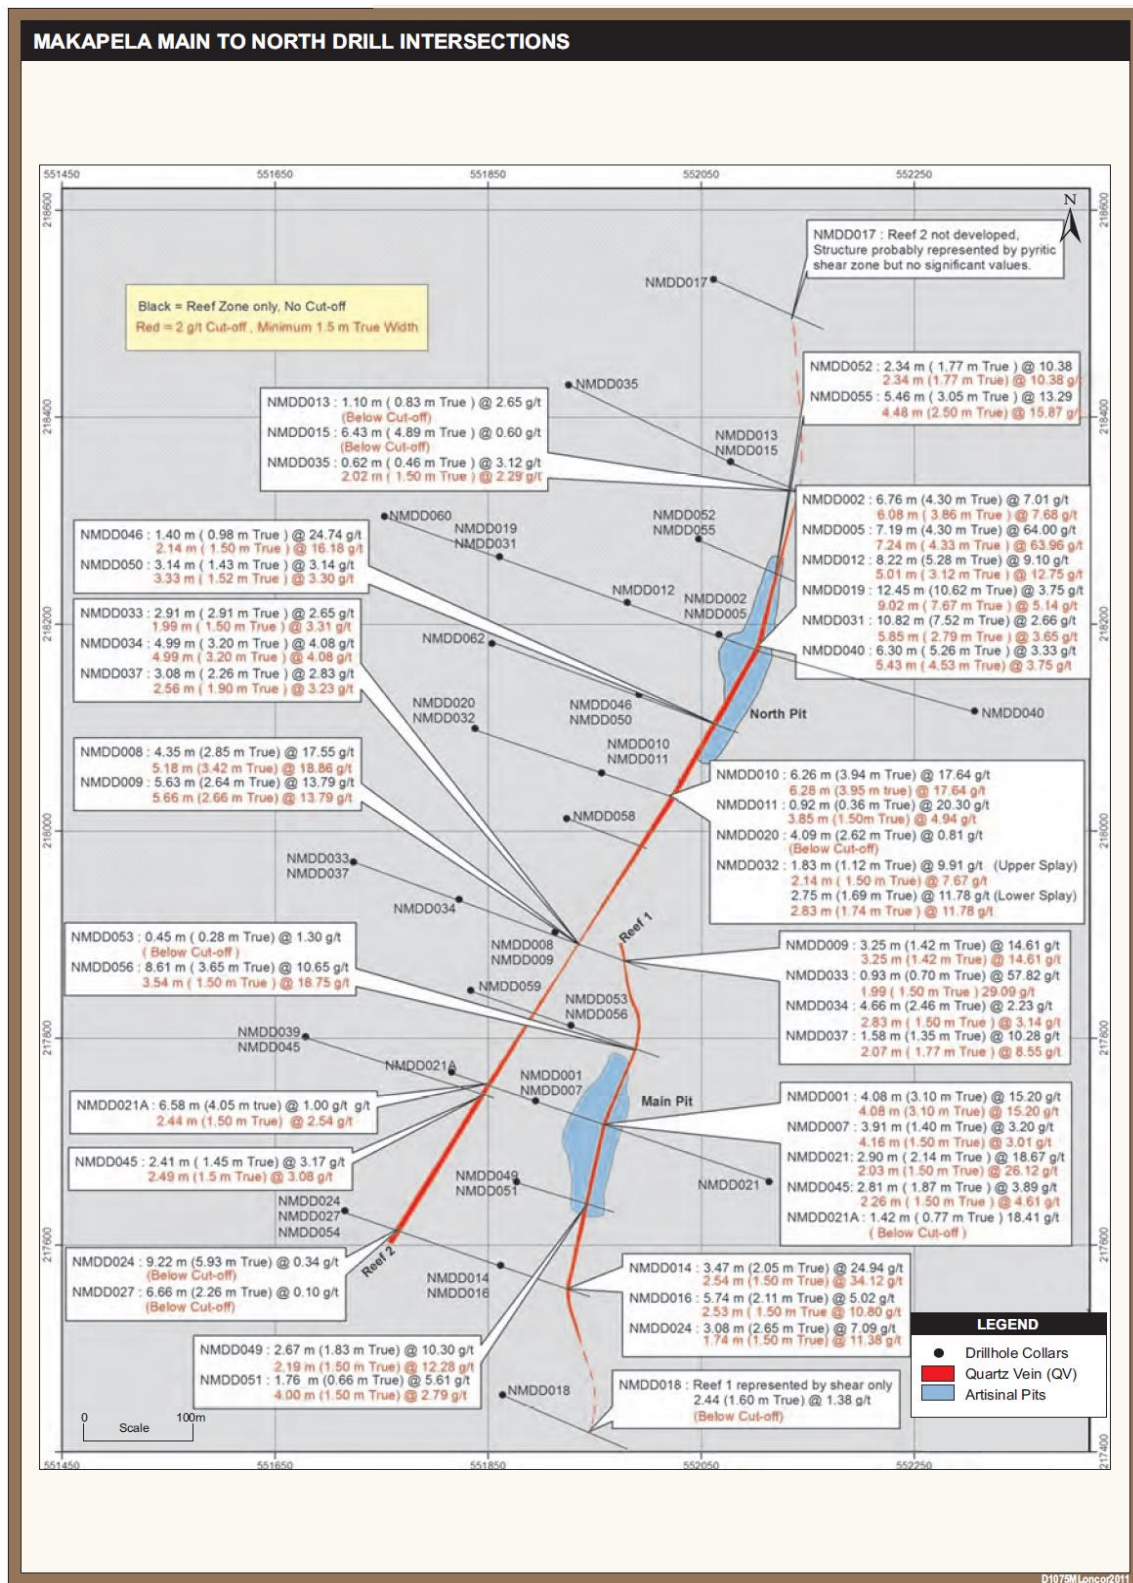 MAKAPELA MAIN TO NORTH DRILL INTERSECTIONS
551450 551650 551850 552050 552250
218600
218600
N
NMDD017 : Reef 2 not developed,
Structure probably represented by pyritic
shear zone but no significant values.
NMDD017
Black = Reef Zone only, No Cut-off
Red = 2 g/t Cut-off , Minimum 1.5 m True Width
NMDD052 : 2.34 m ( 1.77 m True ) @ 10.38
2.34 m (1.77 m True) @ 10.38 g/
NMDD055 : 5.46 m ( 3.05 m True ) @ 13.29
4.48 m (2.50 m True) @ 15.87 g/
NMDD035
218400
218400
NMDD013 : 1.10 m ( 0.83 m True ) @ 2.65 g/t
(Below Cut-off)
NMDD015 : 6.43 m ( 4.89 m True ) @ 0.60 g/t
(Below Cut-off)
NMDD035 : 0.62 m ( 0.46 m True ) @ 3.12 g/t
2.02 m ( 1.50 m True ) @ 2.29 g/t
NMDD013
NMDD015
NMDD002 : 6.76 m ( 4.30 m True ) @ 7.01 g/t
6.08 m ( 3.86 m True ) @ 7.68 g/t
NMDD005 : 7.19 m ( 4.30 m True ) @ 64.00 g/t
7.24 m ( 4.33 m True ) @ 63.96 g/t
NMDD012 : 8.22 m ( 5.28 m True ) @ 9.10 g/t
5.01 m ( 3.12 m True ) @ 12.75 g/t
NMDD019 : 12.45 m ( 10.62 m True ) @ 3.75 g/t
9.02 m ( 7.67 m True ) @ 5.14 g/t
NMDD031 : 10.82 m ( 7.52 m True ) @ 2.66 g/t
5.85 m ( 2.79 m True ) @ 3.65 g/t
NMDD040 : 6.30 m ( 5.26 m True ) @ 3.33 g/t
5.43 m ( 4.53 m True ) @ 3.75 g/t
NMDD060
NMDD019
NMDD031
NMDD052
NMDD055
NMDD046 : 1.40 m ( 0.98 m True ) @ 24.74 g/t
2.14 m ( 1.50 m True ) @ 16.18 g/t
NMDD050 : 3.14 m ( 1.43 m True ) @ 3.14 g/t
3.33 m ( 1.52 m True ) @ 3.30 g/t
NMDD012
NMDD002
NMDD005
218200
218200
NMDD033 : 2.91 m ( 2.91 m True ) @ 2.65 g/t
1.99 m ( 1.50 m True ) @ 3.31 g/t
NMDD034 : 4.99 m ( 3.20 m True ) @ 4.08 g/t
4.99 m ( 3.20 m True ) @ 4.08 g/t
NMDD037 : 3.08 m ( 2.26 m True ) @ 2.83 g/t
2.56 m ( 1.90 m True ) @ 3.23 g/t
NMDD062
NMDD020
NMDD032
NMDD046
NMDD050
North Pit
NMDD040
NMDD010
NMDD011
NMDD008 : 4.35 m (2.85 m True) @ 17.55 g/t
5.18 m (3.42 m True) @ 18.86 g/t
NMDD009 : 5.63 m ( 2.64 m True ) @ 13.79 g/t
5.66 m ( 2.66 m True ) @ 13.79 g/t
NMDD010 : 6.26 m (3.94 m True) @ 17.64 g/t
6.28 m (3.95 m true) @ 17.64 g/t
NMDD011 : 0.92 m (0.36 m True) @ 20.30 g/t
3.85 m (1.50m True) @ 4.94 g/t
NMDD020 : 4.09 m (2.62 m True) @ 0.81 g/t
(Below Cut-off)
NMDD032 : 1.83 m (1.12 m True) @ 9.91 g/t (Upper Splay)
2.14 m ( 1.50 m True) @ 7.67 g/t
2.75 m (1.69 m True) @ 11.78 g/t (Lower Splay)
2.83 m (1.74 m True ) @ 11.78 g/t
NMDD058
218000
218000
NMDD033
NMDD037
NMDD034
Reef 1
NMDD008
NMDD009
NMDD053 : 0.45 m ( 0.28 m True) @ 1.30 g/t
( Below Cut-off )
NMDD056 : 8.61 m ( 3.65 m True) @ 10.65 g/t
3.54 m ( 1.50 m True ) @ 18.75 g/t
NMDD009 : 3.25 m (1.42 m True) @ 14.61 g/t
3.25 m (1.42 m True) @ 14.61 g/t
NMDD033 : 0.93 m (0.70 m True) @ 57.82 g/t
1.99 (1.50 m True ) 29.09 g/t
NMDD034 : 4.66 m (2.46 m True) @ 2.23 g/t
2.83 m ( 1.50 m True ) @ 3.14 g/t
NMDD037 : 1.58 m (1.35 m True) @ 10.28 g/t
2.07 m ( 1.77 m True ) @ 8.55 g/t
NMDD059
NMDD053
NMDD056
217800
217800
NMDD039
NMDD045
NMDD021A
NMDD001
NMDD007
Main Pit
NMDD021A : 6.58 m (4.05 m true) @ 1.00 g/t g/t
2.44 m (1.50 m True) @ 2.54 g/t
NMDD001 : 4.08 m (3.10 m True) @ 15.20 g/t
4.08 m (3.10 m True) @ 15.20 g/t
NMDD007 : 3.91 m (1.40 m True) @ 3.20 g/t
4.16 m (1.50 m True) @ 3.01 g/t
NMDD021: 2.90 m ( 2.14 m True) @ 18.67 g/t
2.03 m (1.50 m True) @ 26.12 g/t
NMDD045: 2.81 m ( 1.87 m True ) @ 3.89 g/t
2.26 m ( 1.50 m True ) @ 4.61 g/t
NMDD021A : 1.42 m ( 0.77 m True ) 18.41 g/t
( Below Cut-off )
NMDD045 : 2.41 m ( 1.45 m True) @ 3.17 g/t
2.49 m (1.5 m True) @ 3.08 g/t
NMDD049
NMDD051
NMDD021
NMDD024
NMDD027
NMDD054
217600
217600
Reef 2
NMDD024: 9.22 m (5.93 m True) @ 0.34 g/t
(Below Cut-off)
NMDD027: 6.66 m (2.26 m True) @ 0.10 g/t
(Below Cut-off)
NMDD014
NMDD016
NMDD014 : 3.47 m (2.05 m True) @ 24.94 g/t
2.54 m (1.50 m True) @ 34.12 g/t
NMDD016 : 5.74 m (2.11 m True) @ 5.02 g/t
2.53 m ( 1.50 m True @ 10.80 g/t
NMDD024 : 3.08 m (2.65 m True) @ 7.09 g/t
1.74 m (1.50 m True) @ 11.38 g/t
NMDD049 : 2.67 m (1.83 m True) @ 10.30 g/t
2.19 m (1.50 m True) @ 12.28 g/t
NMDD051 : 1.76 m (0.66 m True) @ 5.61 g/t
4.00 m (1.50 m True) @ 2.79 g/t
NMDD018
NMDD018 : Reef 1 represented by shear only
2.44 (1.60 m True) @ 1.38 g/t
(Below Cut-off)
LEGEND
Drillhole Collars
Quartz Vein (QV)
Artisinal Pits
0 100m
Scale
217400
551450 551650 551850 552050 552250
D1075MLoncor2011